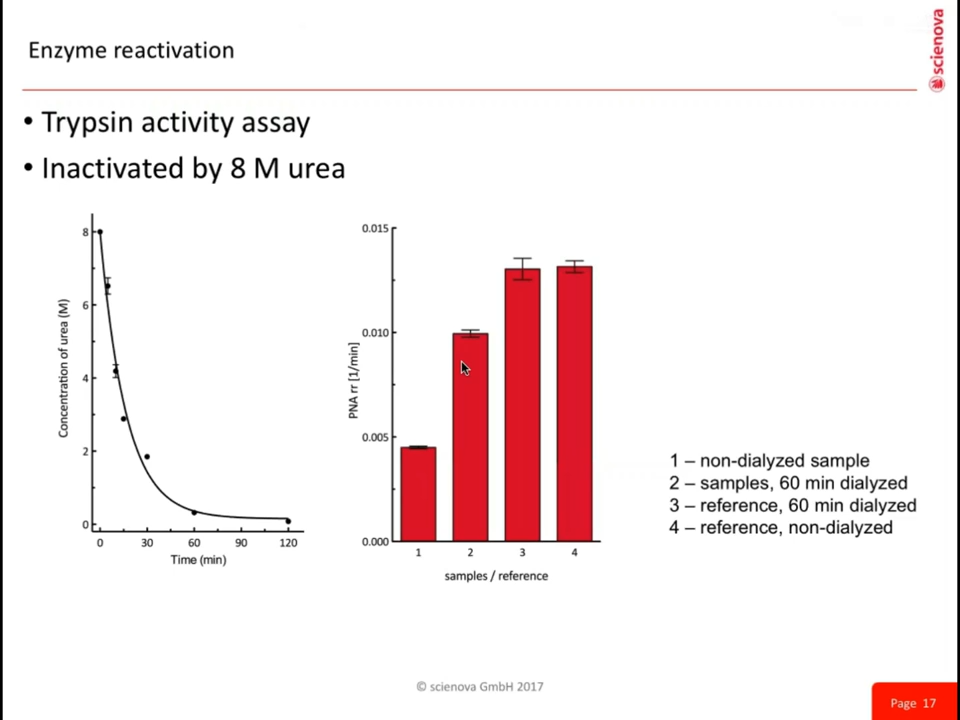 scienova
Enzyme reactivation
• Trypsin activity assay
• Inactivated by 8 M urea
Concentration of urea (M)
8
6
4
2
0
0 30 60 90 120
Time (min)
PNA rr [1/min]
0.015
0.010
0.005
0.000
1 2 3 4
samples / reference
1 – non-dialyzed sample
2 – samples, 60 min dialyzed
3 – reference, 60 min dialyzed
4 – reference, non-dialyzed
© scienova GmbH 2017
Page 17